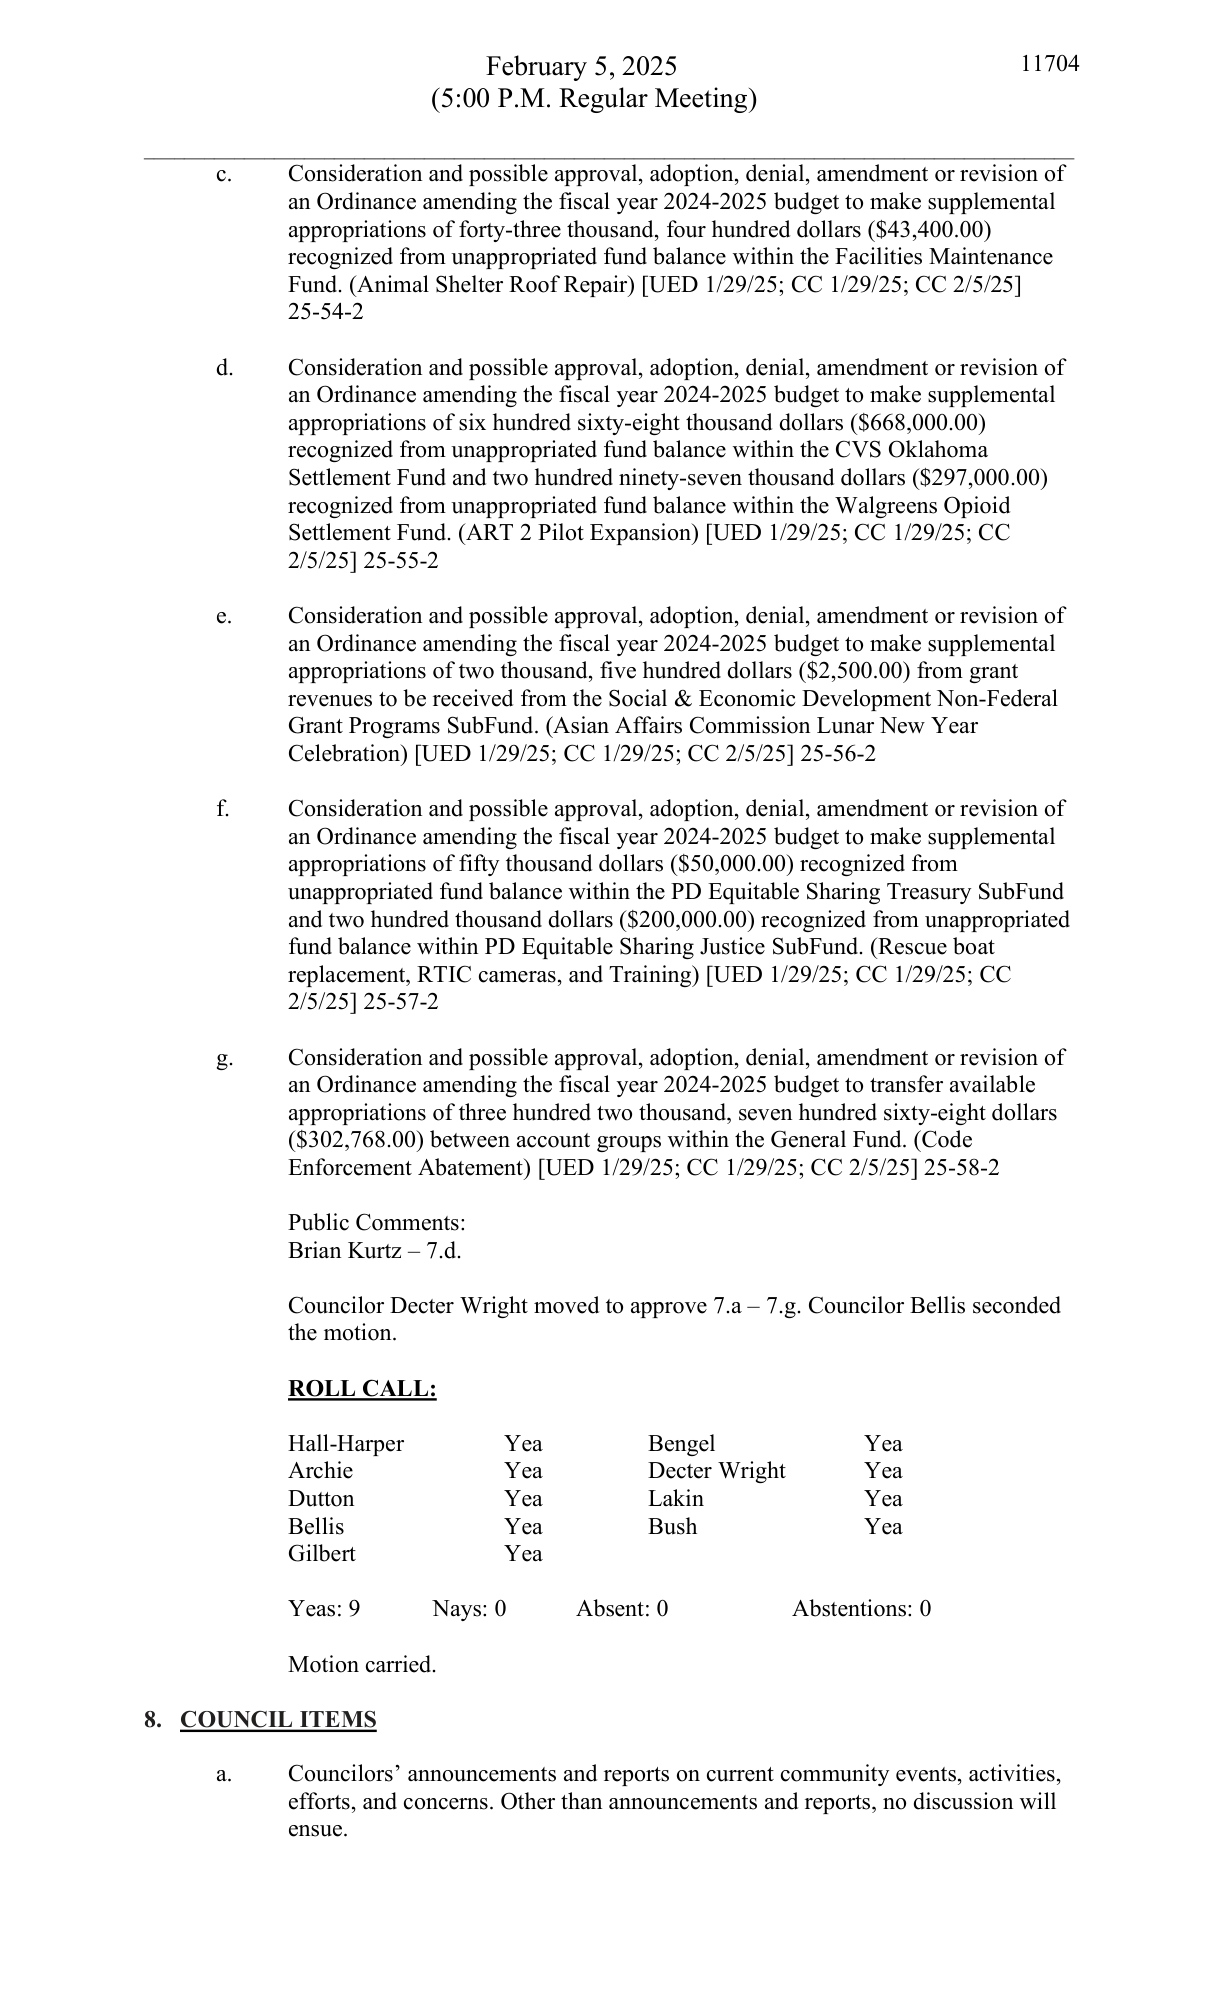 February 5, 2025
11704
(5:00 P.M. Regular Meeting)
c. Consideration and possible approval, adoption, denial, amendment or revision of
an Ordinance amending the fiscal year 2024-2025 budget to make supplemental
appropriations of forty-three thousand, four hundred dollars ($43,400.00)
recognized from unappropriated fund balance within the Facilities Maintenance
Fund. (Animal Shelter Roof Repair) [UED 1/29/25; CC 1/29/25; CC 2/5/25]
25-54-2
d. Consideration and possible approval, adoption, denial, amendment or revision of
an Ordinance amending the fiscal year 2024-2025 budget to make supplemental
appropriations of six hundred sixty-eight thousand dollars ($668,000.00)
recognized from unappropriated fund balance within the CVS Oklahoma
Settlement Fund and two hundred ninety-seven thousand dollars ($297,000.00)
recognized from unappropriated fund balance within the Walgreens Opioid
Settlement Fund. (ART 2 Pilot Expansion) [UED 1/29/25; CC 1/29/25; CC
2/5/25] 25-55-2
e. Consideration and possible approval, adoption, denial, amendment or revision of
an Ordinance amending the fiscal year 2024-2025 budget to make supplemental
appropriations of two thousand, five hundred dollars ($2,500.00) from grant
revenues to be received from the Social & Economic Development Non-Federal
Grant Programs SubFund. (Asian Affairs Commission Lunar New Year
Celebration) [UED 1/29/25; CC 1/29/25; CC 2/5/25] 25-56-2
f. Consideration and possible approval, adoption, denial, amendment or revision of
an Ordinance amending the fiscal year 2024-2025 budget to make supplemental
appropriations of fifty thousand dollars ($50,000.00) recognized from
unappropriated fund balance within the PD Equitable Sharing Treasury SubFund
and two hundred thousand dollars ($200,000.00) recognized from unappropriated
fund balance within PD Equitable Sharing Justice SubFund. (Rescue boat
replacement, RTIC cameras, and Training) [UED 1/29/25; CC 1/29/25; CC
2/5/25] 25-57-2
g. Consideration and possible approval, adoption, denial, amendment or revision of
an Ordinance amending the fiscal year 2024-2025 budget to transfer available
appropriations of three hundred two thousand, seven hundred sixty-eight dollars
($302,768.00) between account groups within the General Fund. (Code
Enforcement Abatement) [UED 1/29/25; CC 1/29/25; CC 2/5/25] 25-58-2
Public Comments:
Brian Kurtz – 7.d.
Councilor Decter Wright moved to approve 7.a – 7.g. Councilor Bellis seconded
the motion.
ROLL CALL:
Hall-Harper Yea Bengel Yea
Archie Yea Decter Wright Yea
Dutton Yea Lakin Yea
Bellis Yea Bush Yea
Gilbert Yea
Yeas: 9 Nays: 0 Absent: 0 Abstentions: 0
Motion carried.
8. COUNCIL ITEMS
a. Councilors’ announcements and reports on current community events, activities,
efforts, and concerns. Other than announcements and reports, no discussion will
ensue.